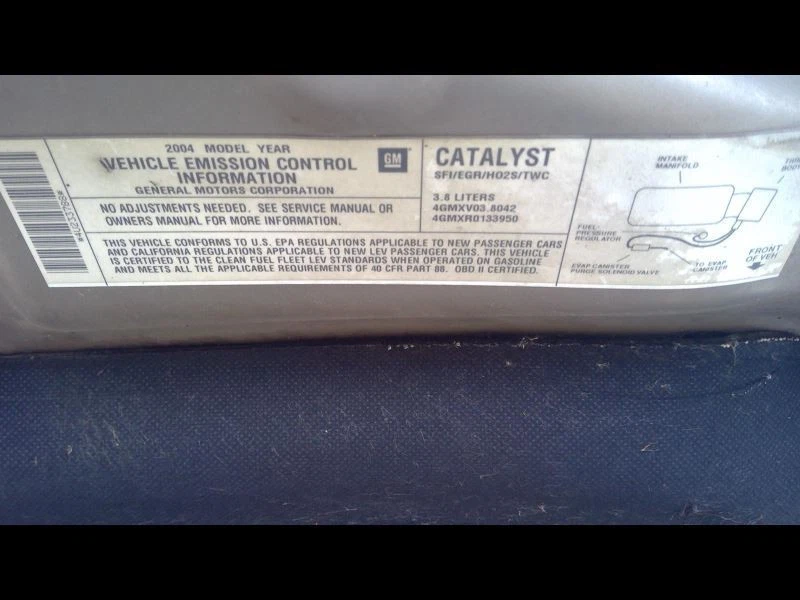 2004 MODEL YEAR
VEHICLE EMISSION CONTROL
INFORMATION
GENERAL MOTORS CORPORATION
GM
NO ADJUSTMENTS NEEDED. SEE SERVICE MANUAL OR
OWNERS MANUAL FOR MORE INFORMATION.
CATALYST
SFI/EGR/HO2S/TWC
3.8 LITERS
4GMXV03.8042
4GMXR0133950
THIS VEHICLE CONFORMS TO U.S. EPA REGULATIONS APPLICABLE TO NEW PASSENGER CARS
AND CALIFORNIA REGULATIONS APPLICABLE TO NEW LEV PASSENGER CARS. THIS VEHICLE
IS CERTIFIED TO THE CLEAN FUEL FLEET LEV STANDARDS WHEN OPERATED ON GASOLINE
AND MEETS ALL THE APPLICABLE REQUIREMENTS OF 40 CFR PART 88. OBD II CERTIFIED.
INTAKE
MANIFOLD
BODY
FUEL-
PRESSURE
REGULATOR
EVAP CANISTER
PURGE SOLENOID VALVE
TO EVAP
CANISTER
FRONT
OF VEH